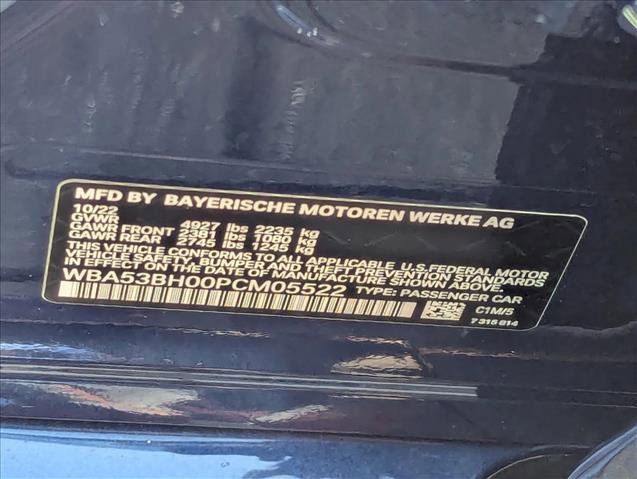 MFD BY BAYERISCHE MOTOREN WERKE AG
10/22
GVWR 4927 lbs 2235 kg
GAWR FRONT 2381 lbs 1080 kg
GAWR REAR 2745 lbs 1245 kg
THIS VEHICLE CONFORMS TO ALL APPLICABLE U.S.FEDERAL MOTOR
VEHICLE SAFETY, BUMPER AND THEFT PREVENTION STANDARDS
IN EFFECT ON THE DATE OF MANUFACTURE SHOWN ABOVE.
WBA53BH00PCM05522 TYPE: PASSENGER CAR
C1M/5
7 315 814